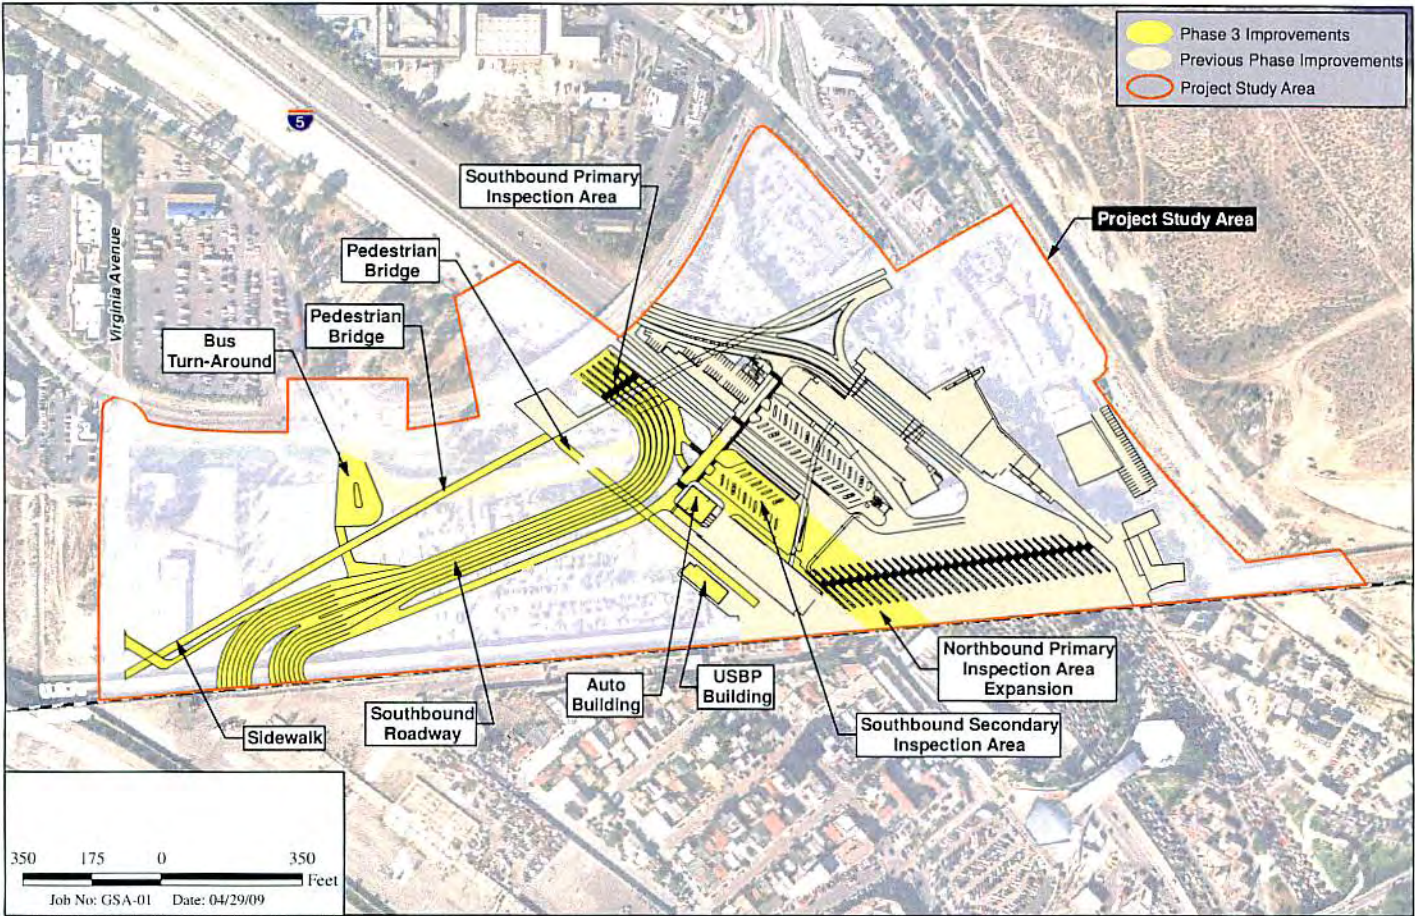 Phase 3 Improvements
Previous Phase Improvements
Project Study Area
5
Southbound Primary
Inspection Area
Project Study Area
Virginia Avenue
Pedestrian
Bridge
Pedestrian
Bridge
Bus
Turn-Around
Northbound Primary
Inspection Area
Expansion
Auto
Building
USBP
Building
Southbound
Roadway
Southbound Secondary
Inspection Area
Sidewalk
350 175 0 350
Feet
Job No: GSA-01 Date: 04/29/09